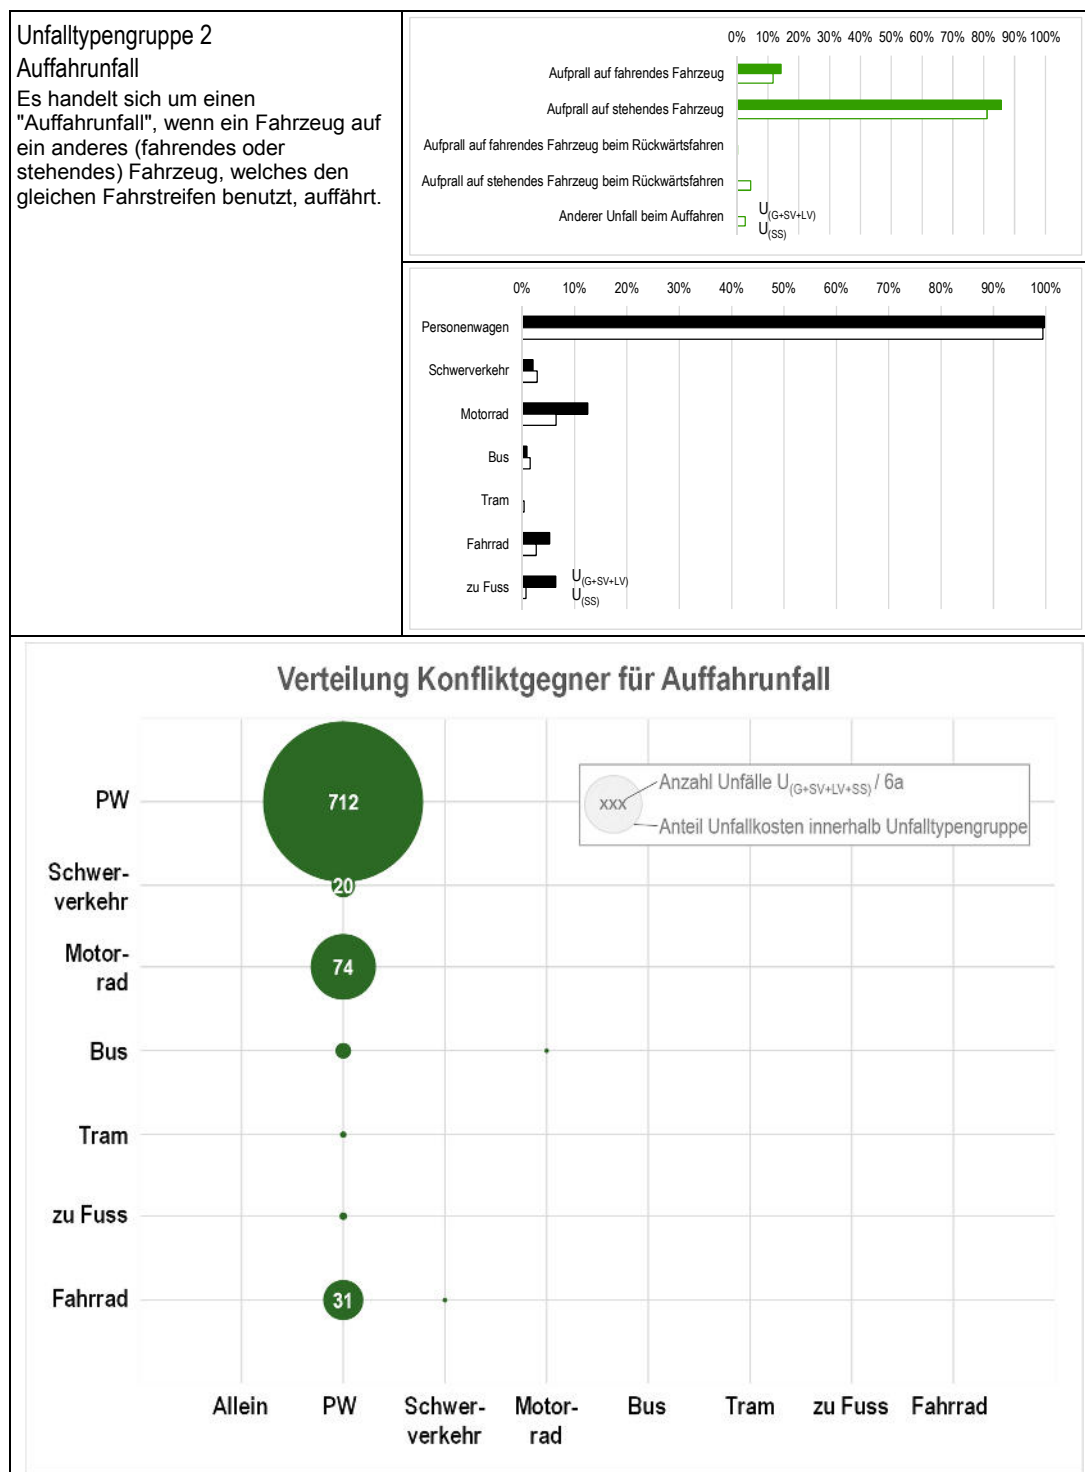 Unfalltypengruppe 2
Auffahrunfall
Es handelt sich um einen
"Auffahrunfall", wenn ein Fahrzeug auf
ein anderes (fahrendes oder
stehendes) Fahrzeug, welches den
gleichen Fahrstreifen benutzt, auffährt.
0% 10% 20% 30% 40% 50% 60% 70% 80% 90% 100%
Aufprall auf fahrendes Fahrzeug
Aufprall auf stehendes Fahrzeug
Aufprall auf fahrendes Fahrzeug beim Rückwärtsfahren
Aufprall auf stehendes Fahrzeug beim Rückwärtsfahren
Anderer Unfall beim Auffahren
U(G+SV+LV)
U(SS)
0% 10% 20% 30% 40% 50% 60% 70% 80% 90% 100%
Personenwagen
Schwerverkehr
Motorrad
Bus
Tram
Fahrrad
zu Fuss
U(G+SV+LV)
U(SS)
Verteilung Konfliktgegner für Auffahrunfall
xxx
Anzahl Unfälle U(G+SV+LV+SS) / 6a
Anteil Unfallkosten innerhalb Unfalltypengruppe
PW
712
Schwer-
verkehr
20
Motor-
rad
74
Bus
Tram
zu Fuss
Fahrrad
31
Allein PW Schwer- Motor- Bus Tram zu Fuss Fahrrad
verkehr rad